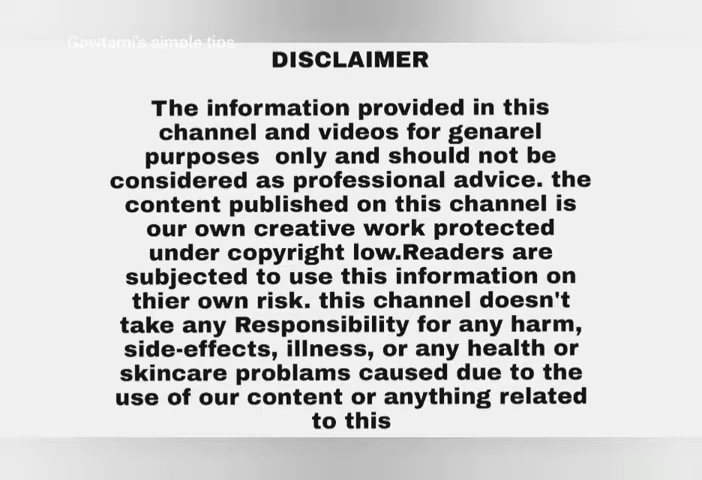 Gowtami's simple tips
DISCLAIMER
The information provided in this
channel and videos for genarel
purposes only and should not be
considered as professional advice. the
content published on this channel is
our own creative work protected
under copyright low.Readers are
subjected to use this information on
thier own risk. this channel doesn't
take any Responsibility for any harm,
side-effects, illness, or any health or
skincare problams caused due to the
use of our content or anything related
to this